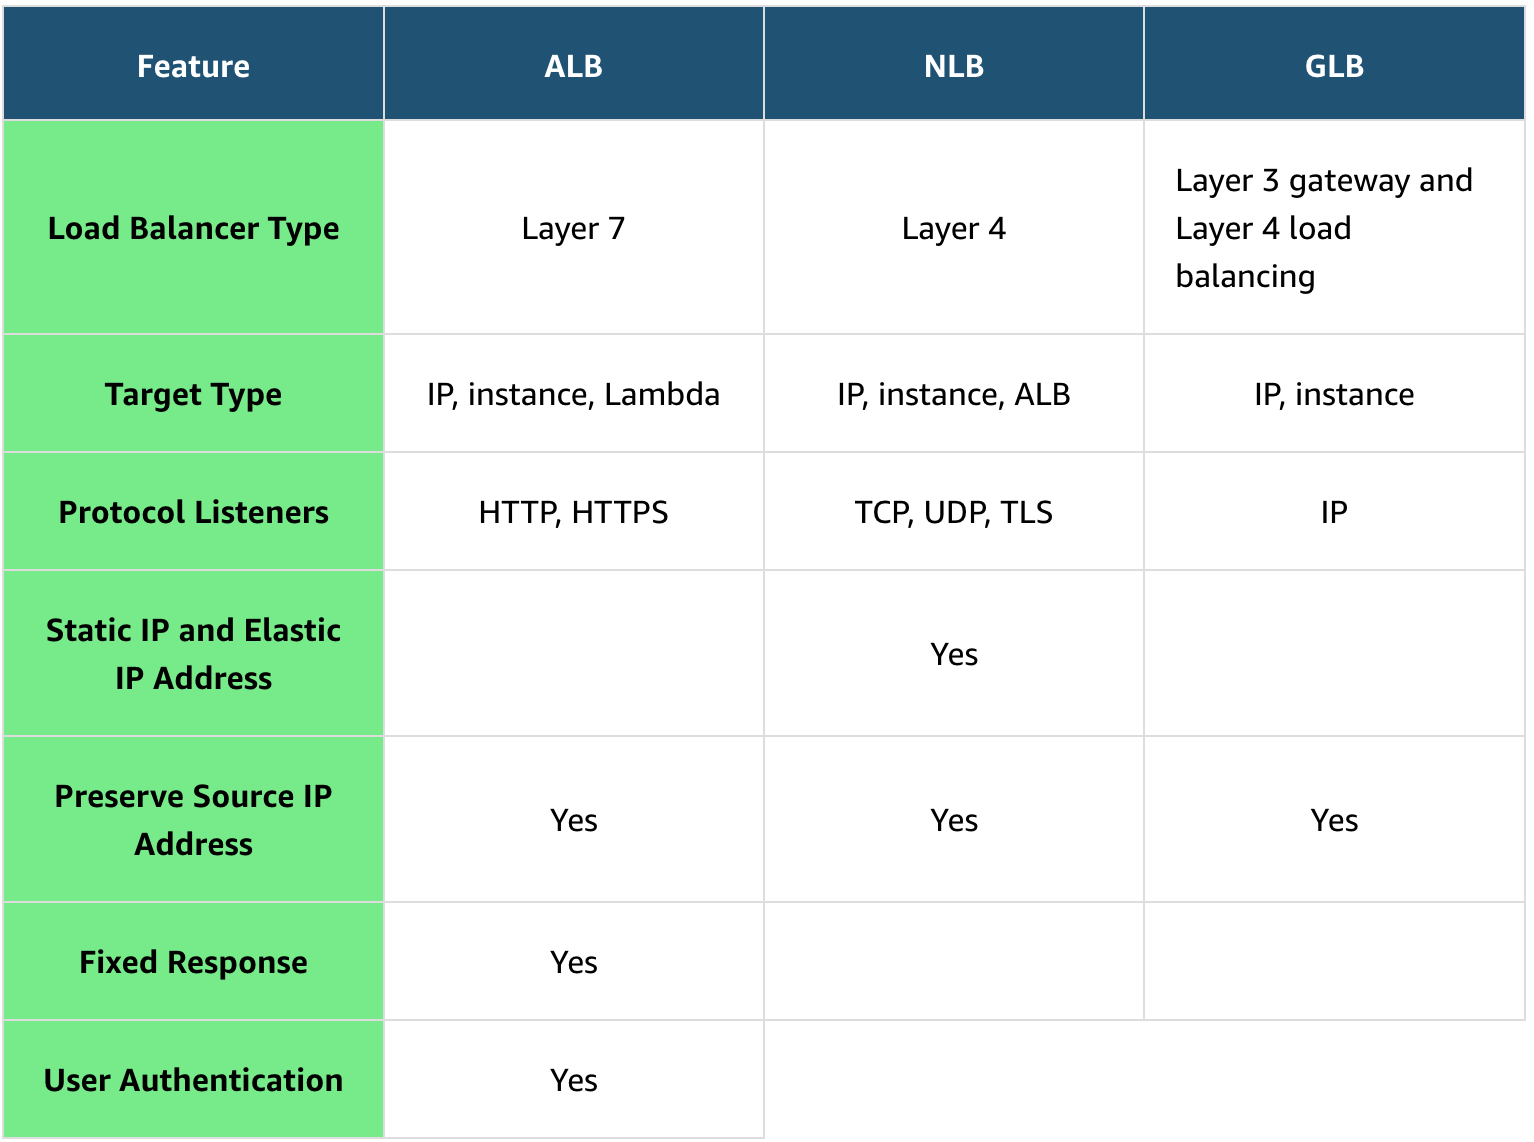 Feature ALB NLB GLB
Load Balancer Type Layer 7 Layer 4 Layer 3 gateway and
Layer 4 load
balancing
Target Type IP, instance, Lambda IP, instance, ALB IP, instance
Protocol Listeners HTTP, HTTPS TCP, UDP, TLS IP
Static IP and Elastic
IP Address Yes
Preserve Source IP
Address Yes Yes Yes
Fixed Response Yes
User Authentication Yes